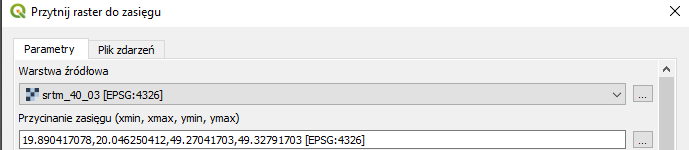 Przytnij raster do zasięgu
Parametry Plik zdarzeń
Warstwa źródłowa
srtm_40_03 [EPSG:4326]
...
Przycinanie zasięgu (xmin, xmax, ymin, ymax)
19.890417078,20.046250412,49.27041703,49.32791703 [EPSG:4326]
...